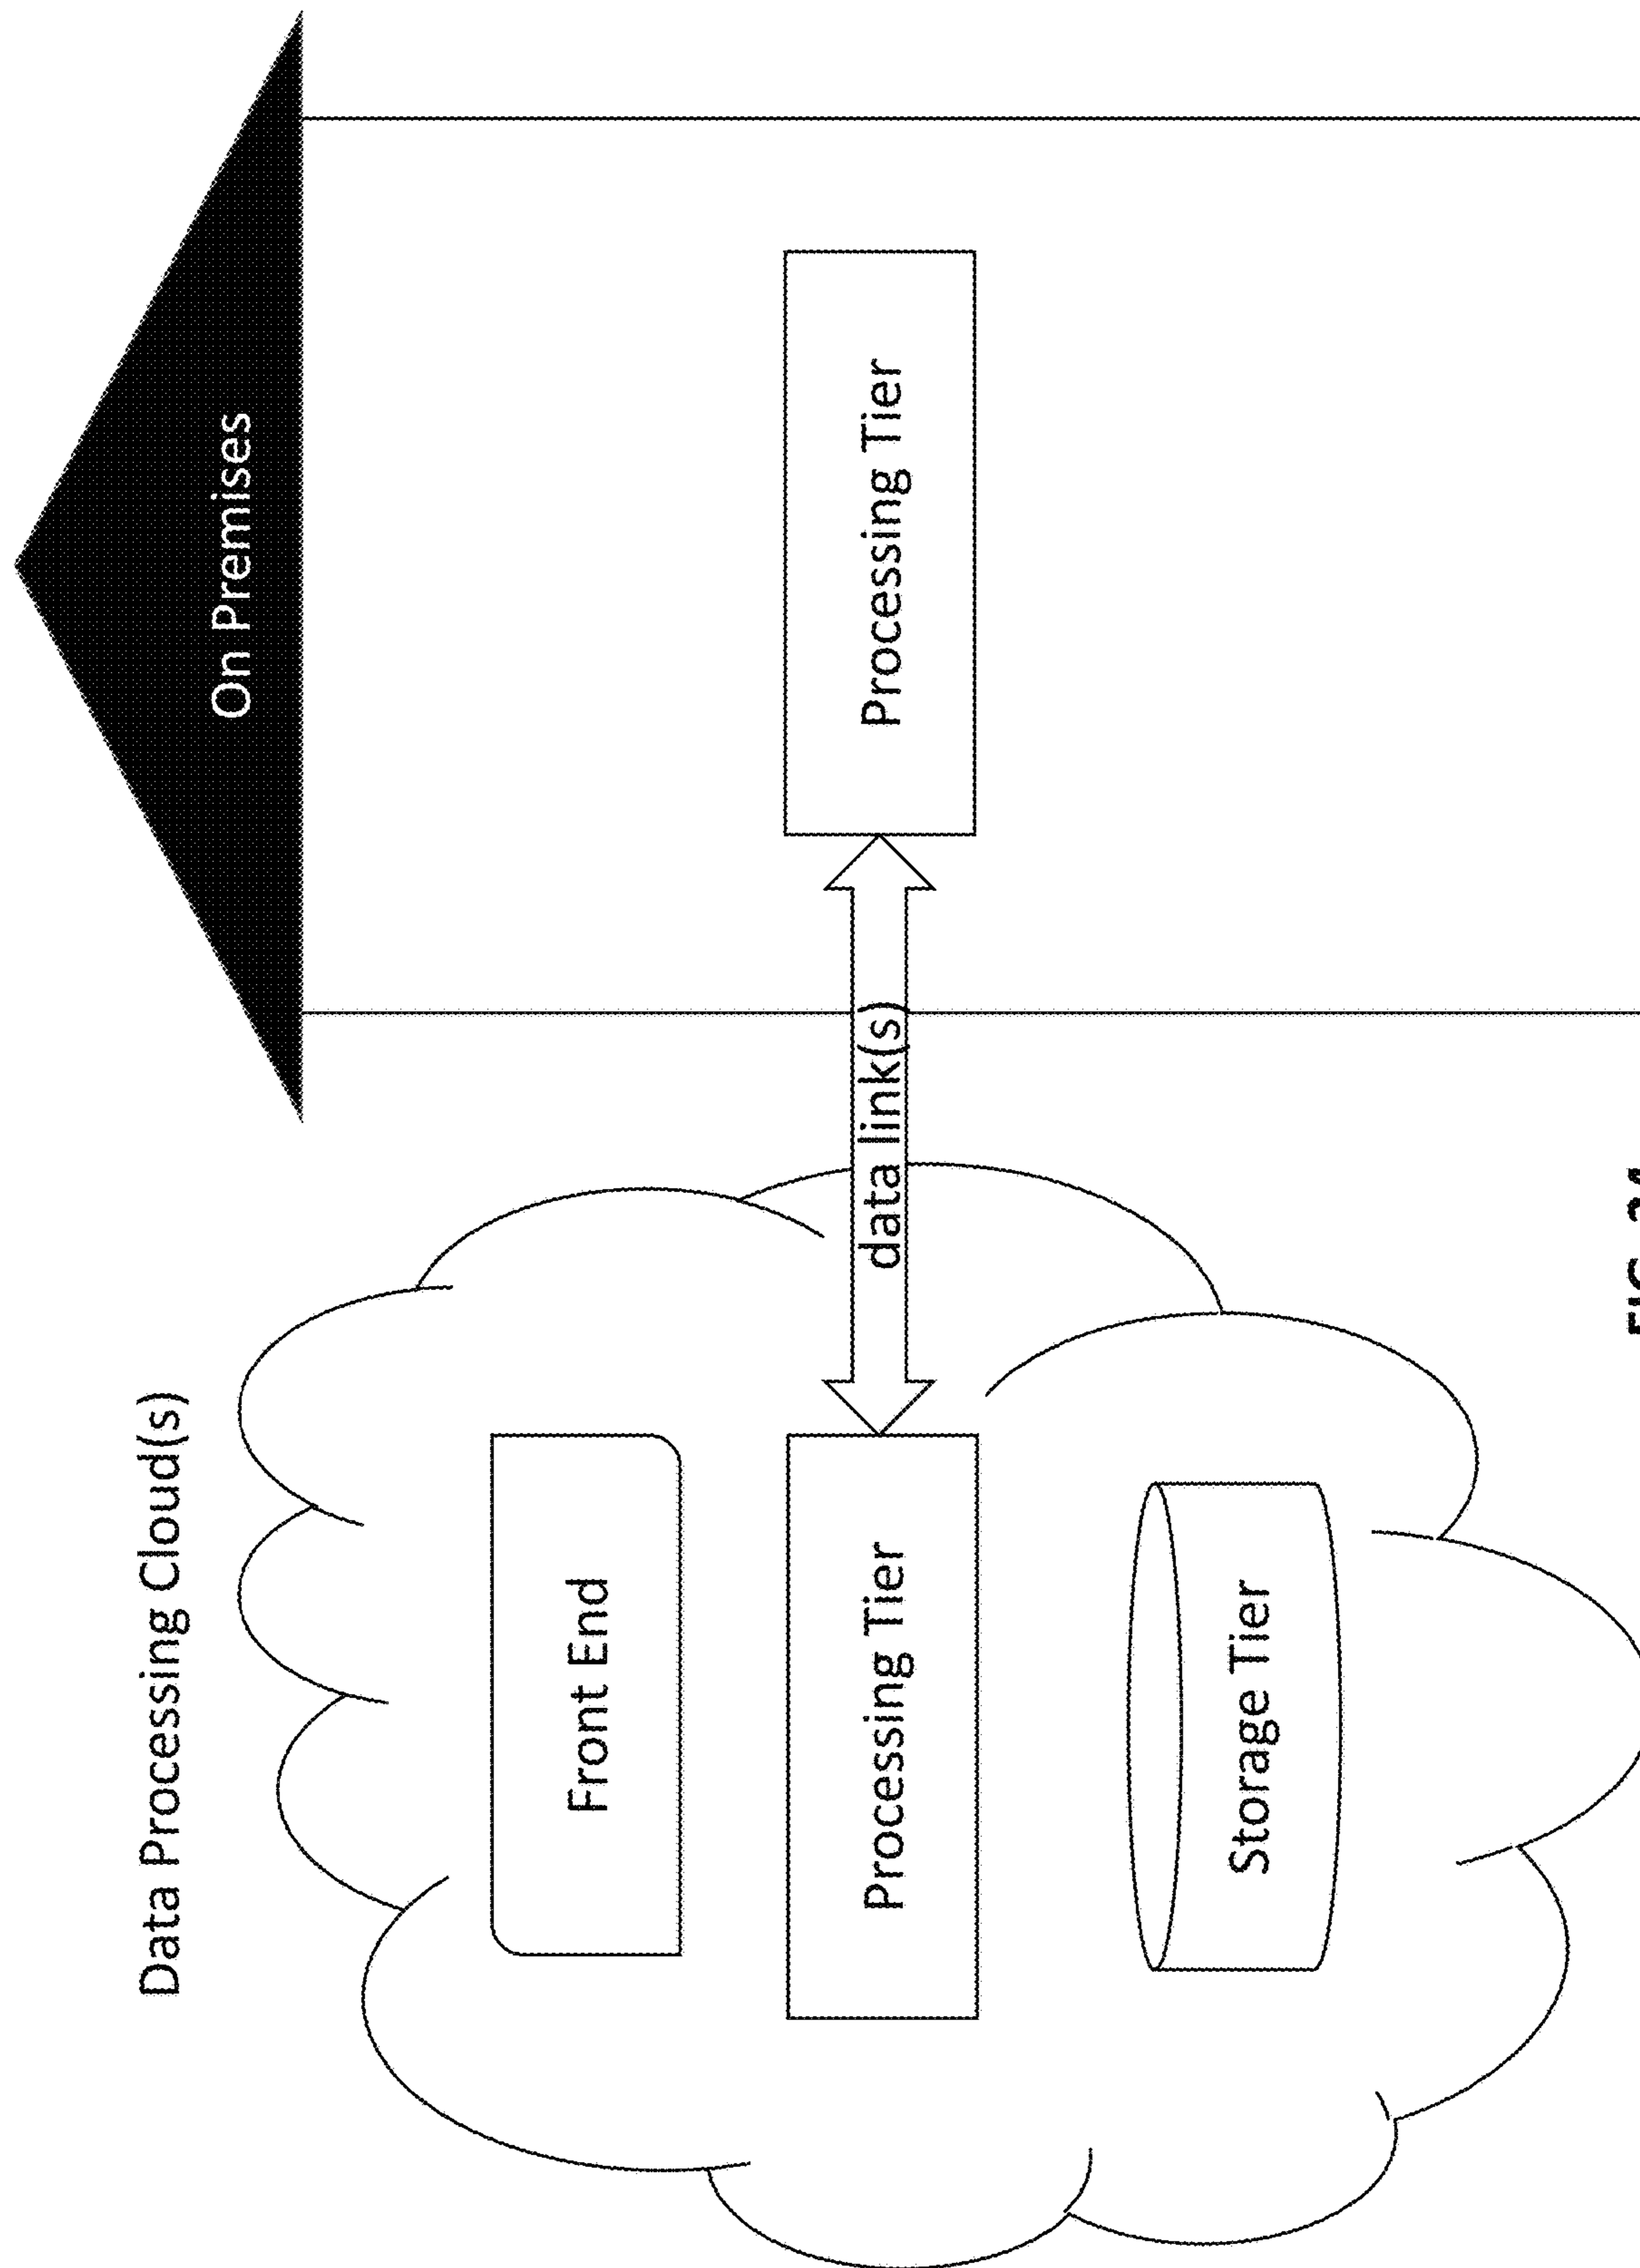 Data Processing Cloud(s)
On Premises
Front End
Processing Tier
data link(s)
Processing Tier
Storage Tier